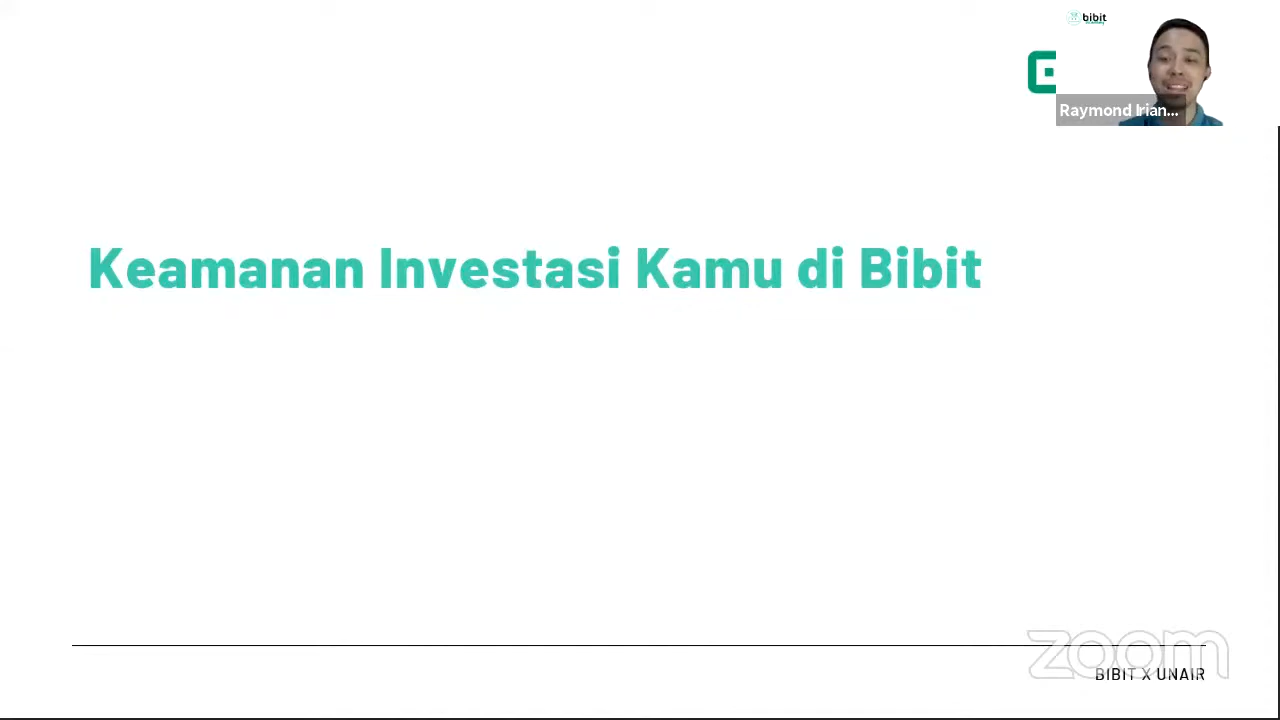 bibit
Raymond Irian...
Keamanan Investasi Kamu di Bibit
zoom
BIBIT X UNAIR